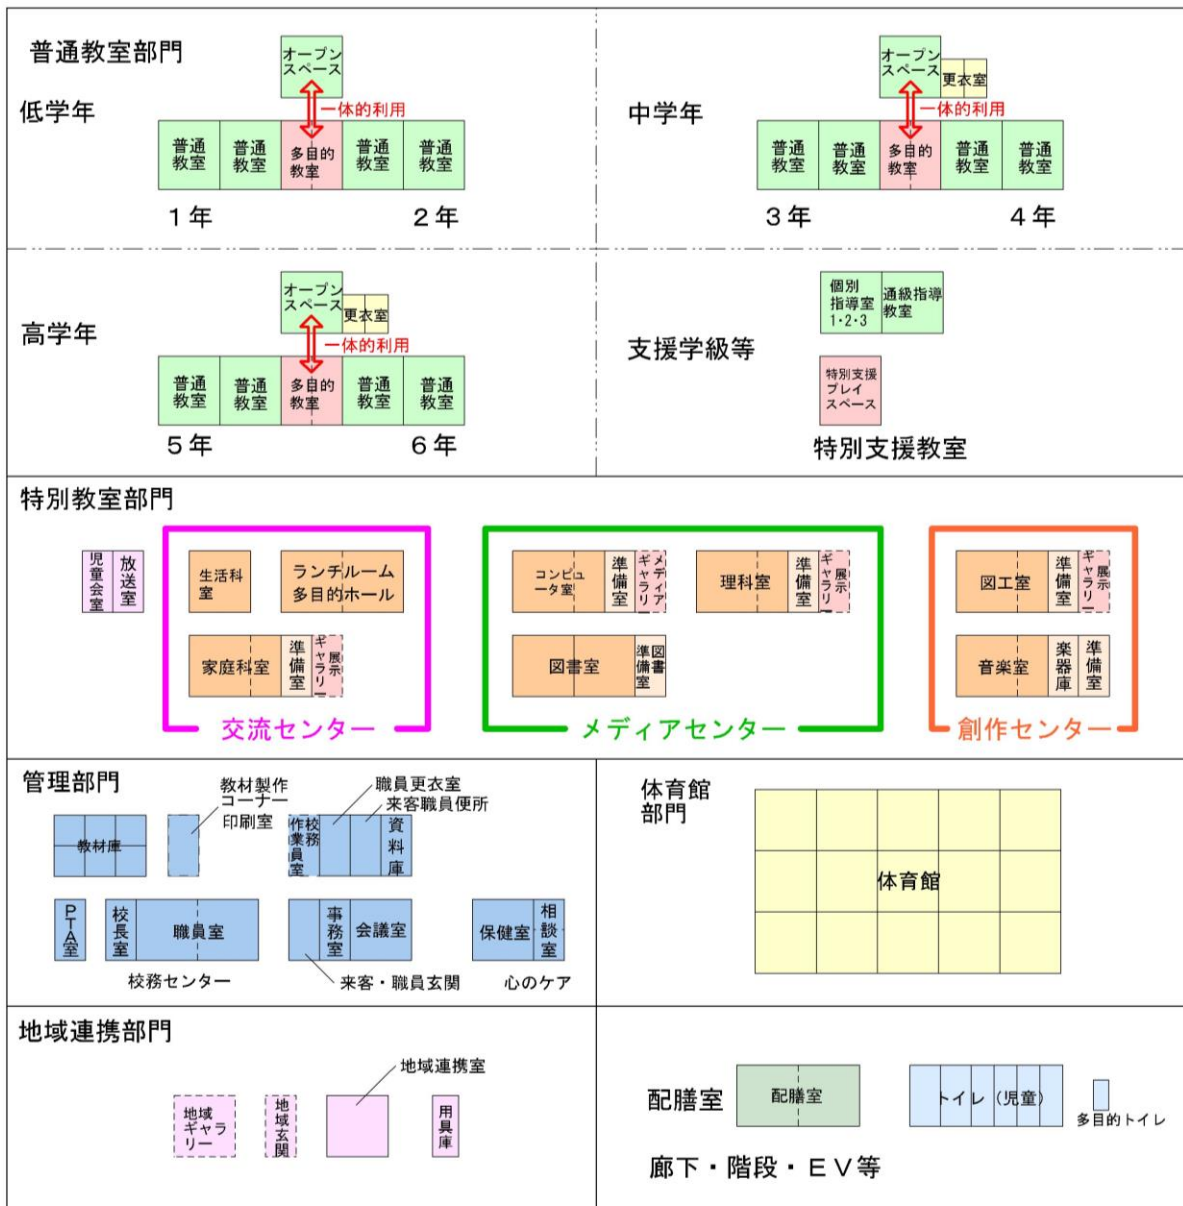 普通教室部門
低学年
オープン
スペース
一体的利用
普通
教室
普通
教室
多目的
教室
普通
教室
普通
教室
1年
2年
中学年
オープン
スペース
更衣室
一体的利用
普通
教室
普通
教室
多目的
教室
普通
教室
普通
教室
3年
4年
高学年
オープン
スペース
更衣室
一体的利用
普通
教室
普通
教室
多目的
教室
普通
教室
普通
教室
5年
6年
支援学級等
個別
指導室
1・2・3
通級指導
教室
特別支援
プレイ
スペース
特別支援教室
特別教室部門
児童会室
放送室
生活科
室
ランチルーム
多目的ホール
家庭科室
準備室
展示
ギャラリー
交流センター
コンピュ
ータ室
準備室
メディア
ギャラリー
理科室
準備室
展示
ギャラリー
図書室
図書
準備室
メディアセンター
図工室
準備室
展示
ギャラリー
音楽室
楽器庫
準備室
創作センター
管理部門
教材庫
教材製作
コーナー
印刷室
職員更衣室
来客職員便所
校務
作業員室
資料庫
PTA室
校長室
職員室
校務センター
事務室
会議室
来客・職員玄関
保健室
相談室
心のケア
体育館
部門
体育館
地域連携部門
地域
ギャラ
リー
地域玄関
地域連携室
用具庫
配膳室
配膳室
トイレ（児童）
多目的トイレ
廊下・階段・ＥＶ等